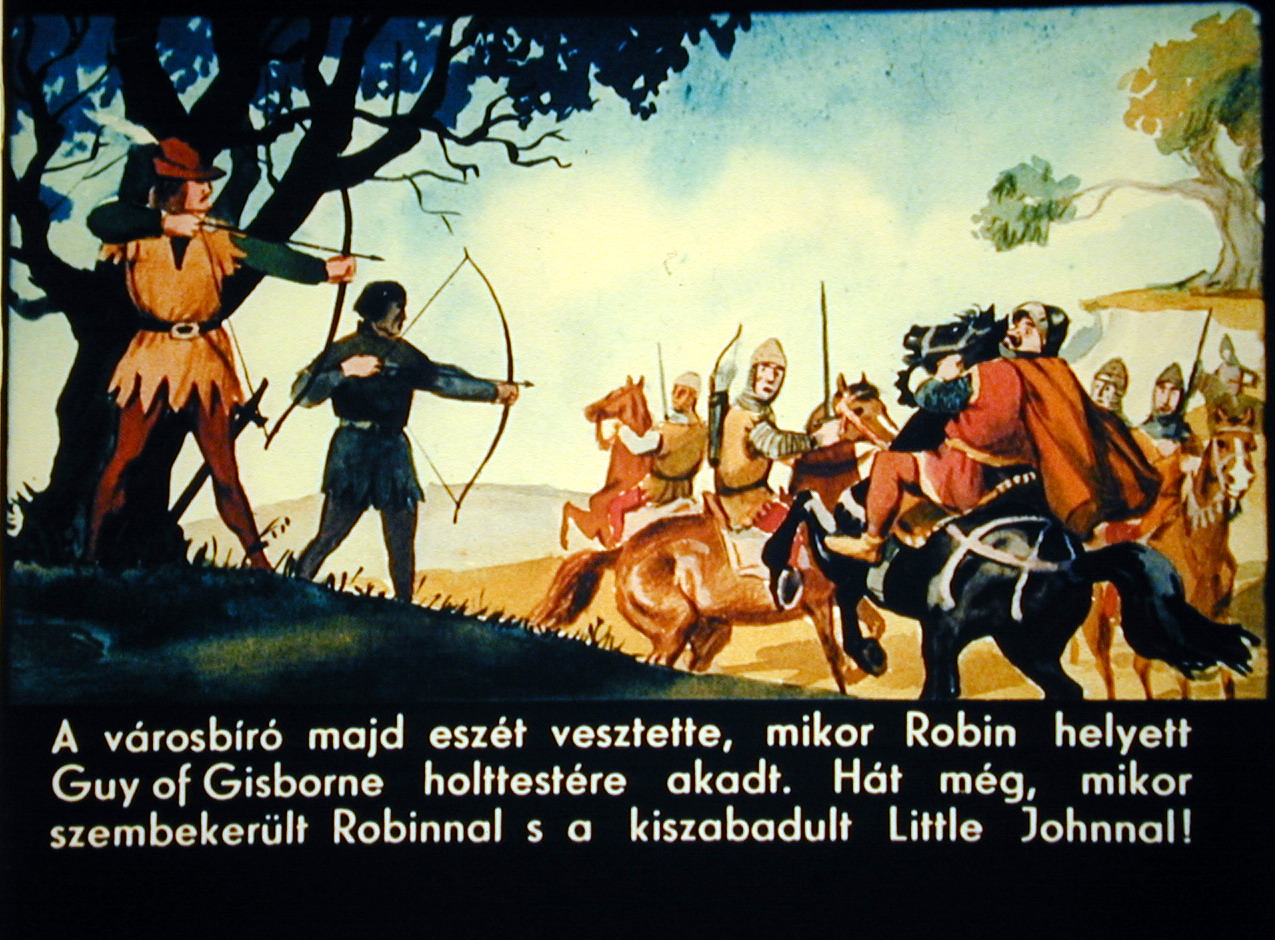 A városbíró majd eszét vesztette, mikor Robin helyett
Guy of Gisborne holttestére akadt. Hát még, mikor
szembekerült Robinnal s a kiszabadult Little Johnnal!